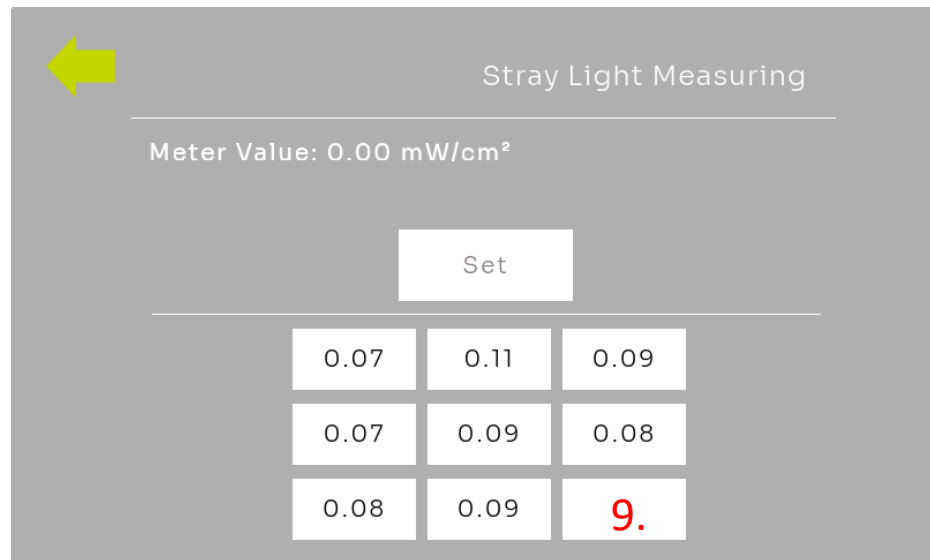 Stray Light Measuring
Meter Value: 0.00 mW/cm²
Set
0.07 0.11 0.09
0.07 0.09 0.08
0.08 0.09 9.